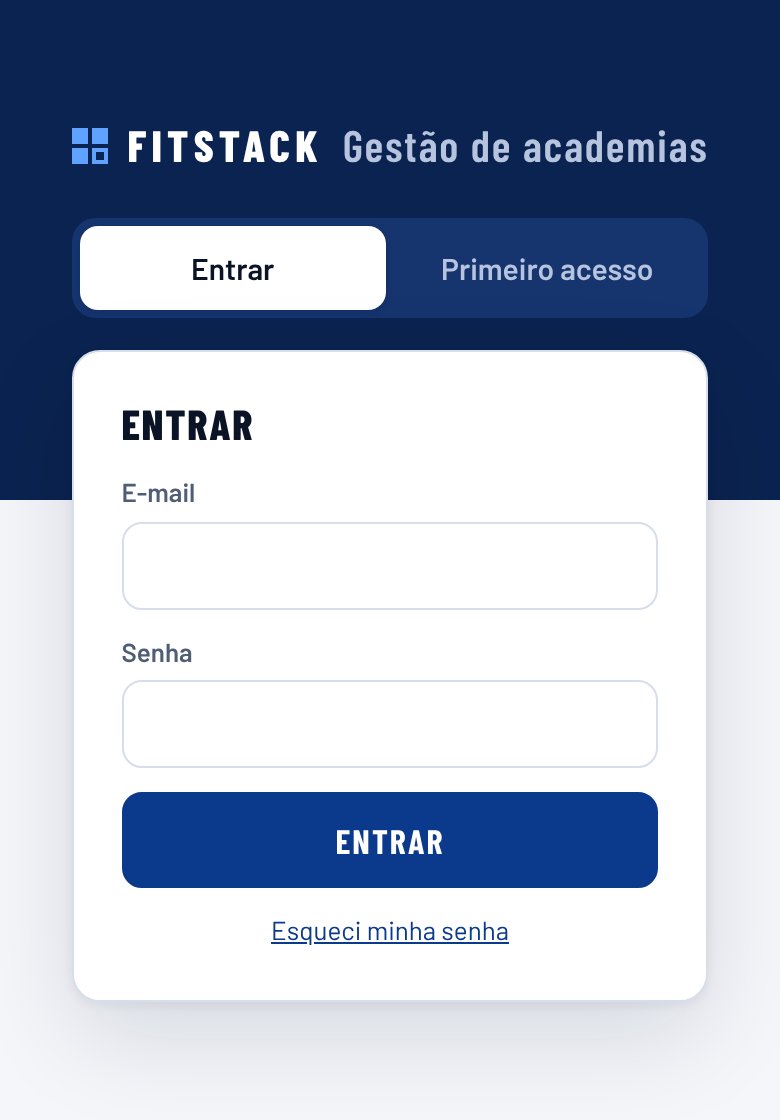 FITSTACK Gestão de academias
Entrar Primeiro acesso
ENTRAR
E-mail
Senha
ENTRAR
Esqueci minha senha